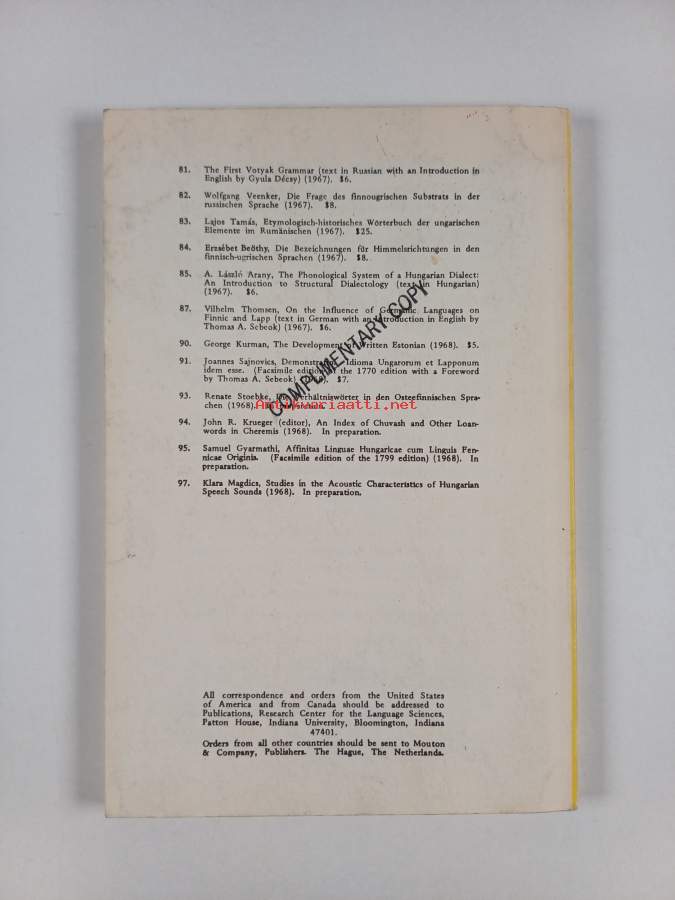 81. The First Votyak Grammar (text in Russian with an Introduction in
English by Gyula Décsy) (1967). $6.
82. Wolfgang Veenker, Die Frage des finnougrischen Substrats in der
russischen Sprache (1967). $8.
83. Lajos Tamás, Etymologisch-historisches Wörterbuch der ungarischen
Elemente im Rumänischen (1967). $25.
84. Erzsébet Beöthy, Die Bezeichnungen für Himmelsrichtungen in den
finnisch-ugrischen Sprachen (1967). $8.
85. A. László Arany, The Phonological System of a Hungarian Dialect:
An Introduction to Structural Dialectology (text in Hungarian)
(1967). $6.
87. Vilhelm Thomsen, On the Influence of Germanic Languages on
Finnic and Lapp (text in German with an Introduction in English by
Thomas A. Sebeok) (1967). $6.
90. George Kurman, The Development of Written Estonian (1968). $5.
91. Joannes Sajnovics, Idioma Ungarorum et Lapponum
idem esse. (Facsimile edition of the 1770 edition with a Foreword
by Thomas A. Sebeok) $7.
93. Renate Stoebke, Die Verhältniswörter in den Ostseefinnischen Spra-
chen (1968). In preparation.
94. John R. Krueger (editor), An Index of Chuvash and Other Loan-
words in Cheremis (1968). In preparation.
95. Samuel Gyarmathi, Affinitas Linguae Hungaricae cum Linguis Fen-
nicae Originis. (Facsimile edition of the 1799 edition) (1968). In
preparation.
97. Klara Magdics, Studies in the Acoustic Characteristics of Hungarian
Speech Sounds (1968). In preparation.
COMPLIMENTARY COPY
Antikvariaatti.net
All correspondence and orders from the United States
of America and from Canada should be addressed to
Publications, Research Center for the Language Sciences,
Patton House, Indiana University, Bloomington, Indiana
47401.
Orders from all other countries should be sent to Mouton
& Company, Publishers. The Hague, The Netherlands.